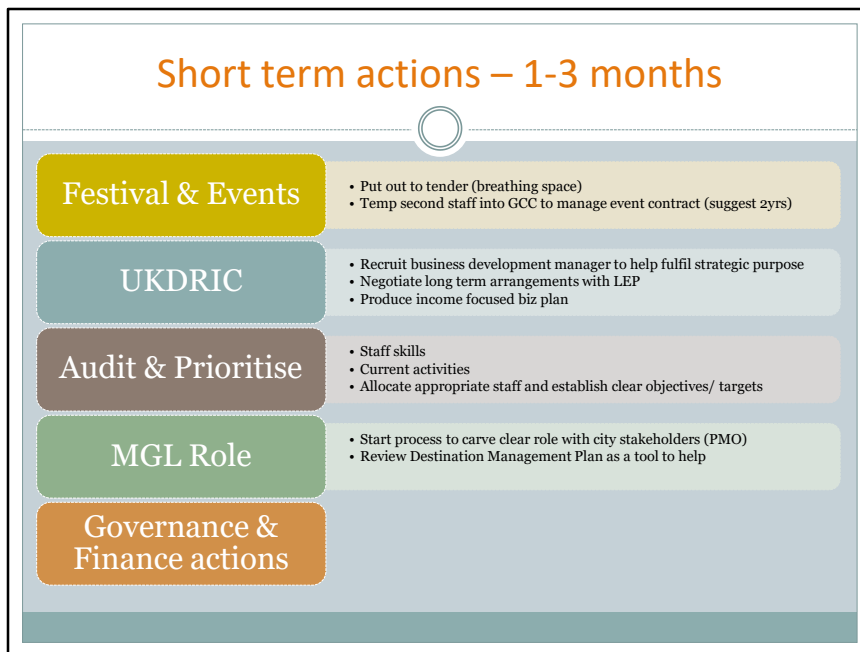 Short term actions – 1-3 months
Festival & Events
• Put out to tender (breathing space)
• Temp second staff into GCC to manage event contract (suggest 2yrs)
UKDRIC
• Recruit business development manager to help fulfil strategic purpose
• Negotiate long term arrangements with LEP
• Produce income focused biz plan
Audit & Prioritise
• Staff skills
• Current activities
• Allocate appropriate staff and establish clear objectives/ targets
MGL Role
• Start process to carve clear role with city stakeholders (PMO)
• Review Destination Management Plan as a tool to help
Governance &
Finance actions